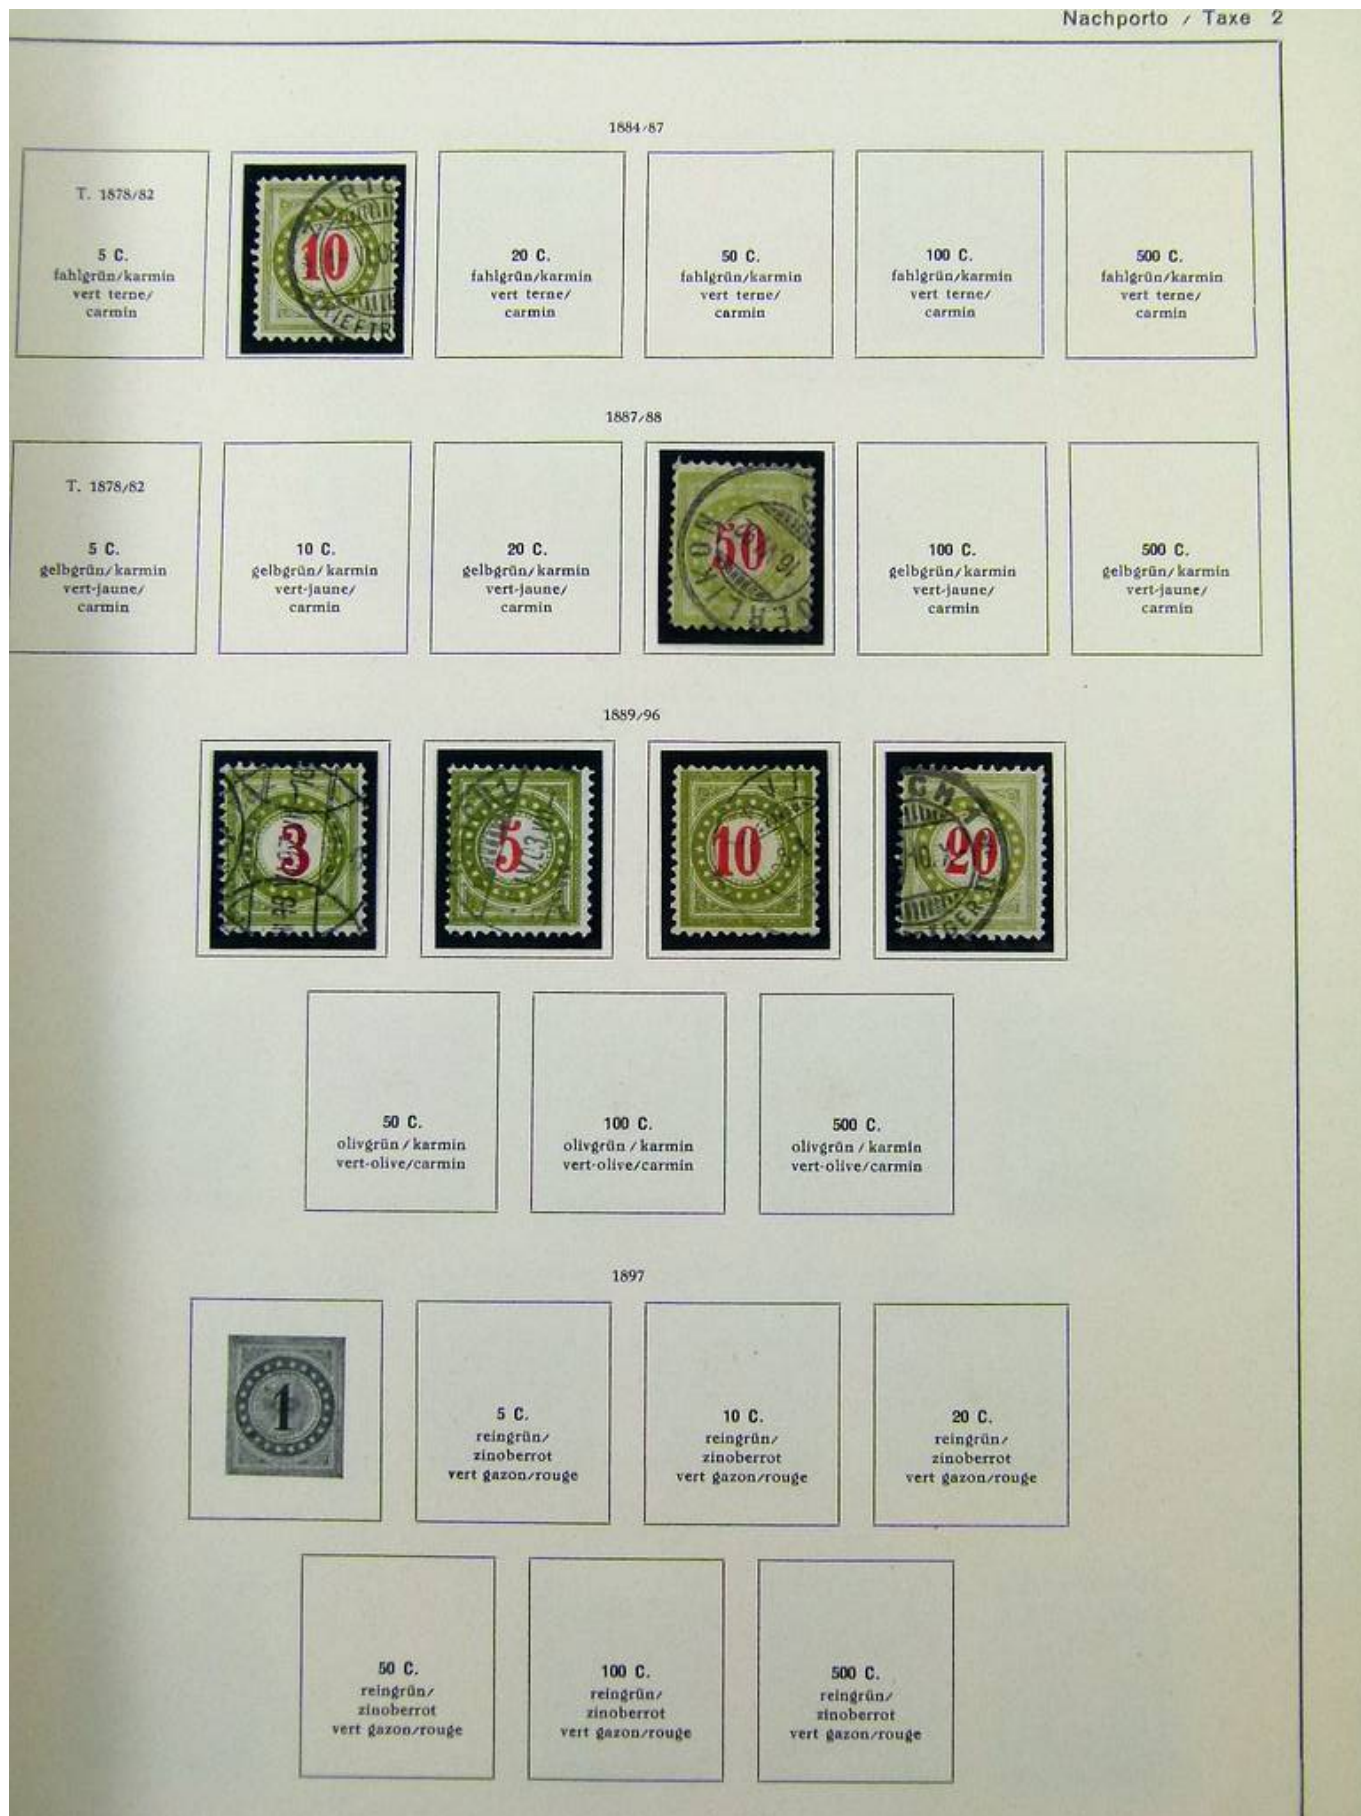 Nachporto / Taxe 2
1884/87
T. 1878/82
5 C.
fahlgrün/karmin
vert terne/
carmin
10
20 C.
fahlgrün/karmin
vert terne/
carmin
50 C.
fahlgrün/karmin
vert terne/
carmin
100 C.
fahlgrün/karmin
vert terne/
carmin
500 C.
fahlgrün/karmin
vert terne/
carmin
1887/88
T. 1878/82
5 C.
gelbgrün/karmin
vert-jaune/
carmin
10 C.
gelbgrün/karmin
vert-jaune/
carmin
20 C.
gelbgrün/karmin
vert-jaune/
carmin
50
100 C.
gelbgrün/karmin
vert-jaune/
carmin
500 C.
gelbgrün/karmin
vert-jaune/
carmin
1889/96
3
5
10
20
50 C.
olivgrün/karmin
vert-olive/carmin
100 C.
olivgrün/karmin
vert-olive/carmin
500 C.
olivgrün/karmin
vert-olive/carmin
1897
1
5 C.
reingrün/
zinoberrot
vert gazon/rouge
10 C.
reingrün/
zinoberrot
vert gazon/rouge
20 C.
reingrün/
zinoberrot
vert gazon/rouge
50 C.
reingrün/
zinoberrot
vert gazon/rouge
100 C.
reingrün/
zinoberrot
vert gazon/rouge
500 C.
reingrün/
zinoberrot
vert gazon/rouge